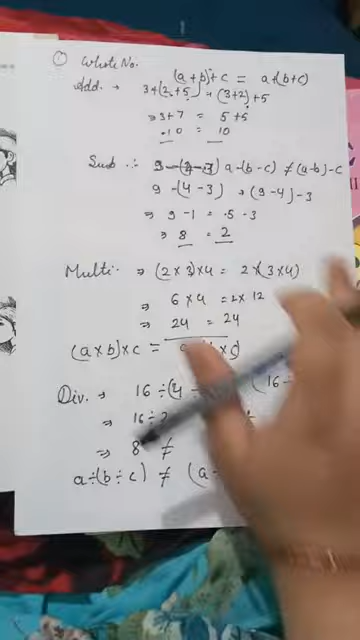 ① Whole No.
(a+b)+c = a+(b+c)
Add. → 3+(2+5) → (3+2)+5
⇒ 3+7 = 5+5
10 = 10
Sub ∴ a-(b-c) ≠ (a-b)-c
9-(4-3) → (9-4)-3
⇒ 9-1 = 5-3
⇒ 8 = 2
Multi → (2×3)×4 = 2×(3×4)
⇒ 6×4 = 2×12
⇒ 24 = 24
(a×b)×c =
Div. → 16÷(4 (16÷
⇒ 16÷2
⇒ 8 ≠
a÷(b÷c) ≠ (a